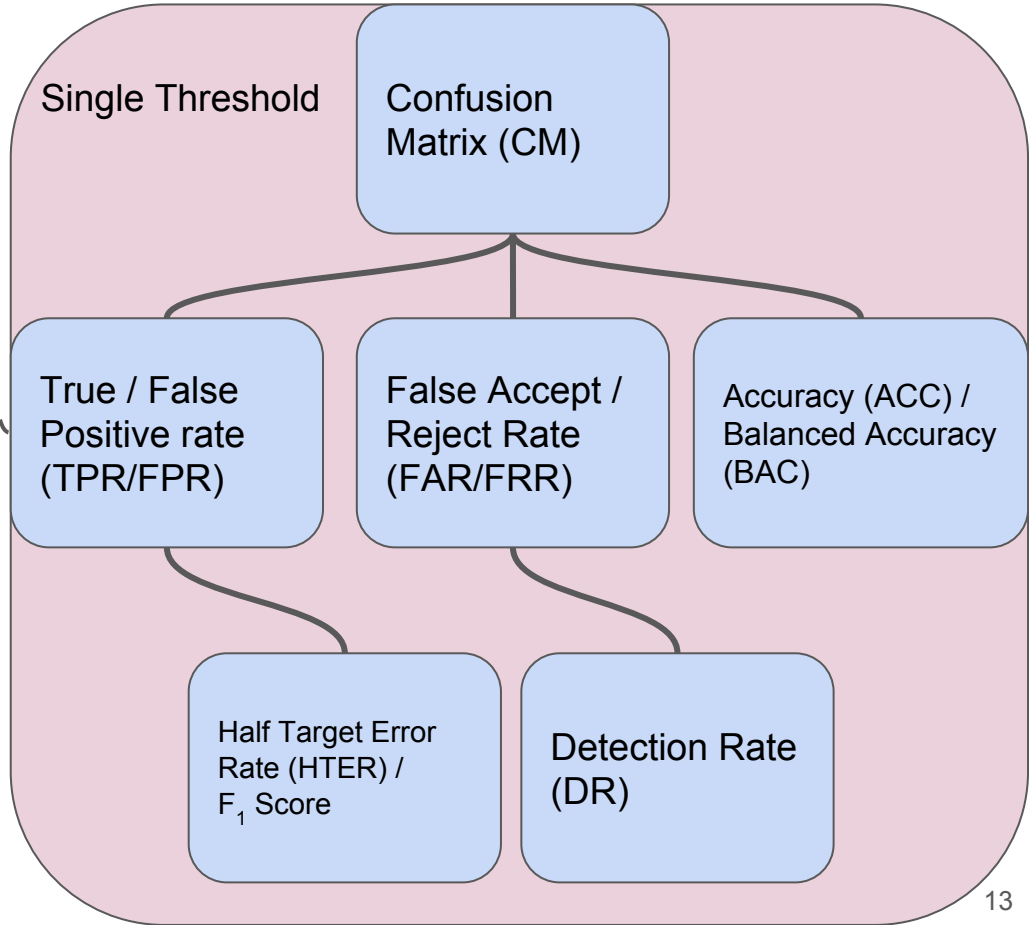 Single Threshold
Confusion
Matrix (CM)
True / False
Positive rate
(TPR/FPR)
False Accept /
Reject Rate
(FAR/FRR)
Accuracy (ACC) /
Balanced Accuracy
(BAC)
Half Target Error
Rate (HTER) /
F₁ Score
Detection Rate
(DR)
13